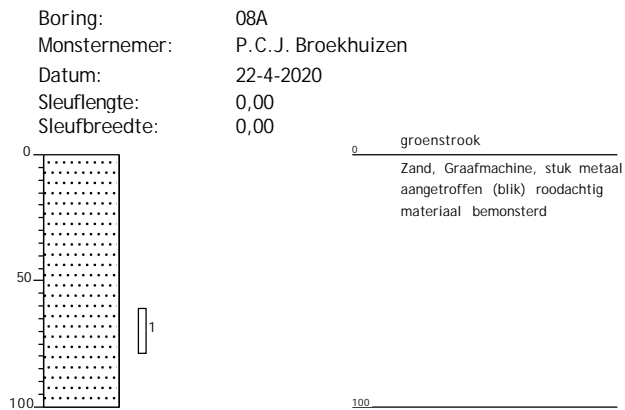 Boring: 08A
Monsternemer: P.C.J. Broekhuizen
Datum: 22-4-2020
Sleuflengte: 0,00
Sleufbreedte: 0,00
0
50
100
1
0 groenstrook
Zand, Graafmachine, stuk metaal
aangetroffen (blik) roodachtig
materiaal bemonsterd
100